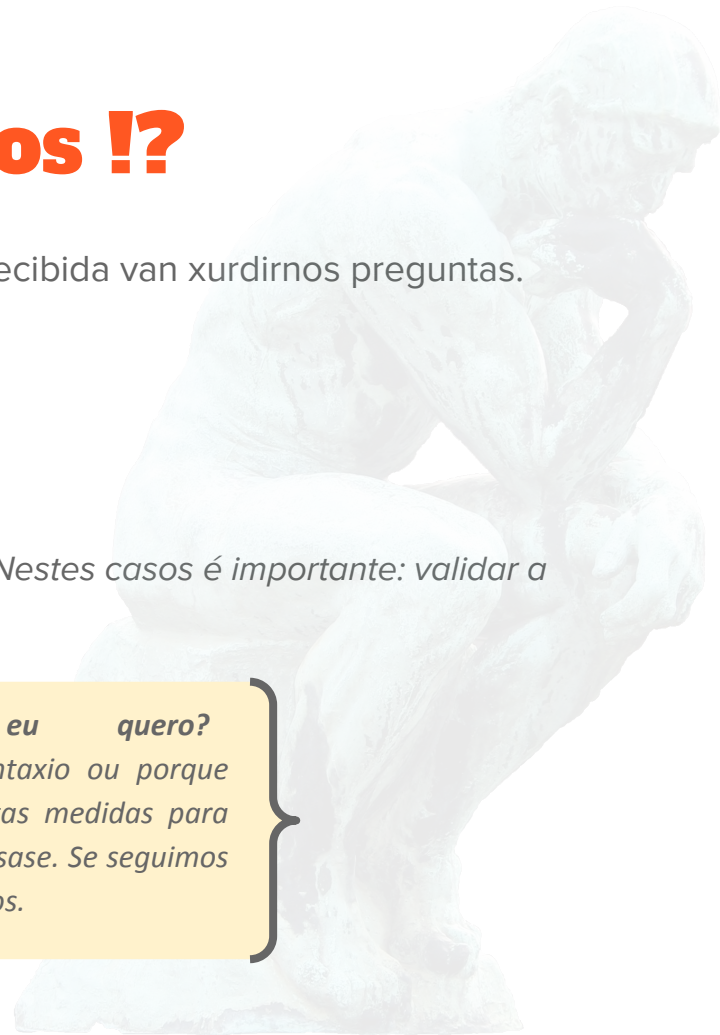 os !?
ecibida van xurdirnos preguntas.
Nestes casos é importante: validar a
eu quero?
ntaxio ou porque
as medidas para
sase. Se seguimos
os.